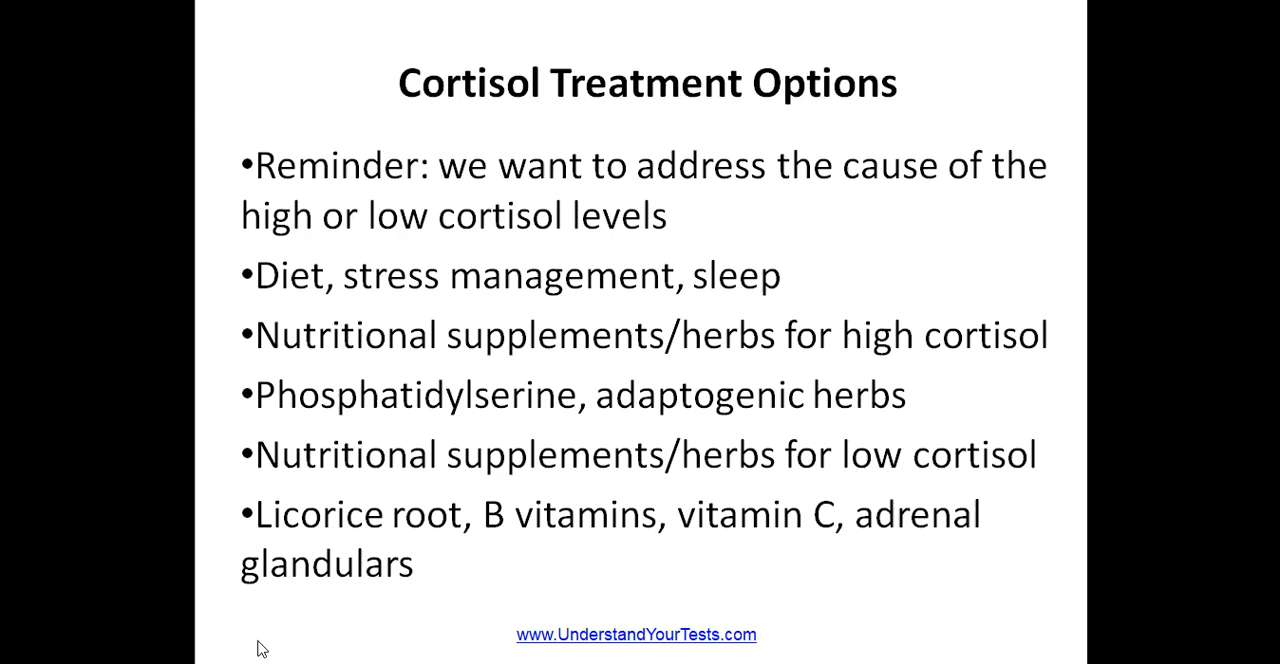 Cortisol Treatment Options
•Reminder: we want to address the cause of the
high or low cortisol levels
•Diet, stress management, sleep
•Nutritional supplements/herbs for high cortisol
•Phosphatidylserine, adaptogenic herbs
•Nutritional supplements/herbs for low cortisol
•Licorice root, B vitamins, vitamin C, adrenal
glandulars
www.UnderstandYourTests.com